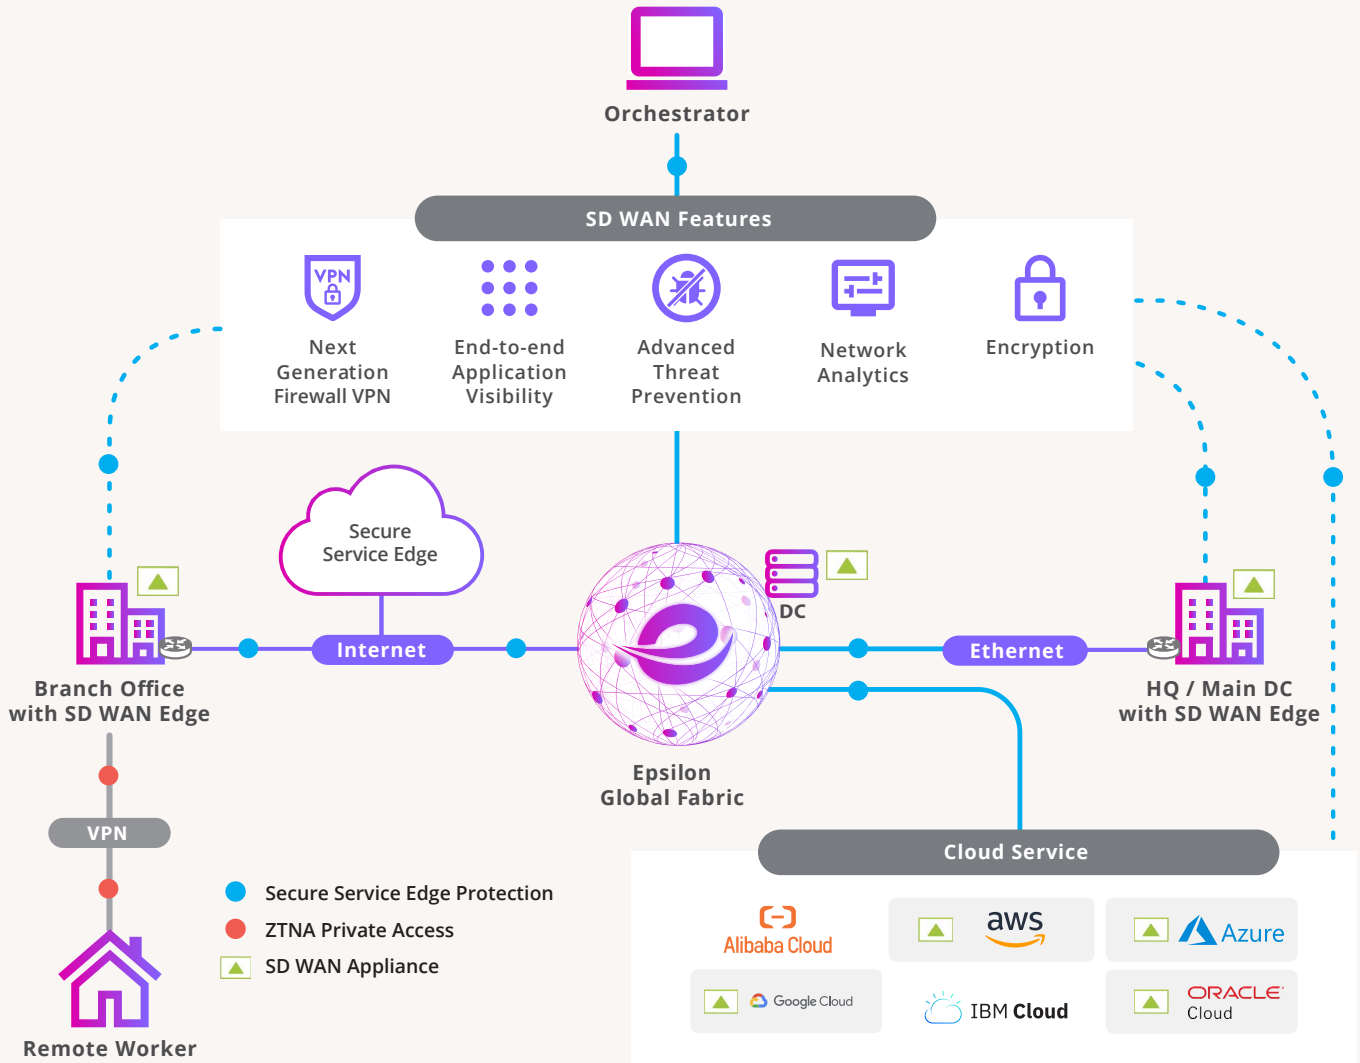 Orchestrator
SD WAN Features
VPN
Next
Generation
Firewall VPN
End-to-end
Application
Visibility
Advanced
Threat
Prevention
Network
Analytics
Encryption
Secure
Service Edge
DC
Internet
Ethernet
Branch Office
with SD WAN Edge
HQ / Main DC
with SD WAN Edge
Epsilon
Global Fabric
VPN
Cloud Service
Secure Service Edge Protection
ZTNA Private Access
SD WAN Appliance
Alibaba Cloud
aws
Azure
Google Cloud
IBM Cloud
ORACLE
Cloud
Remote Worker